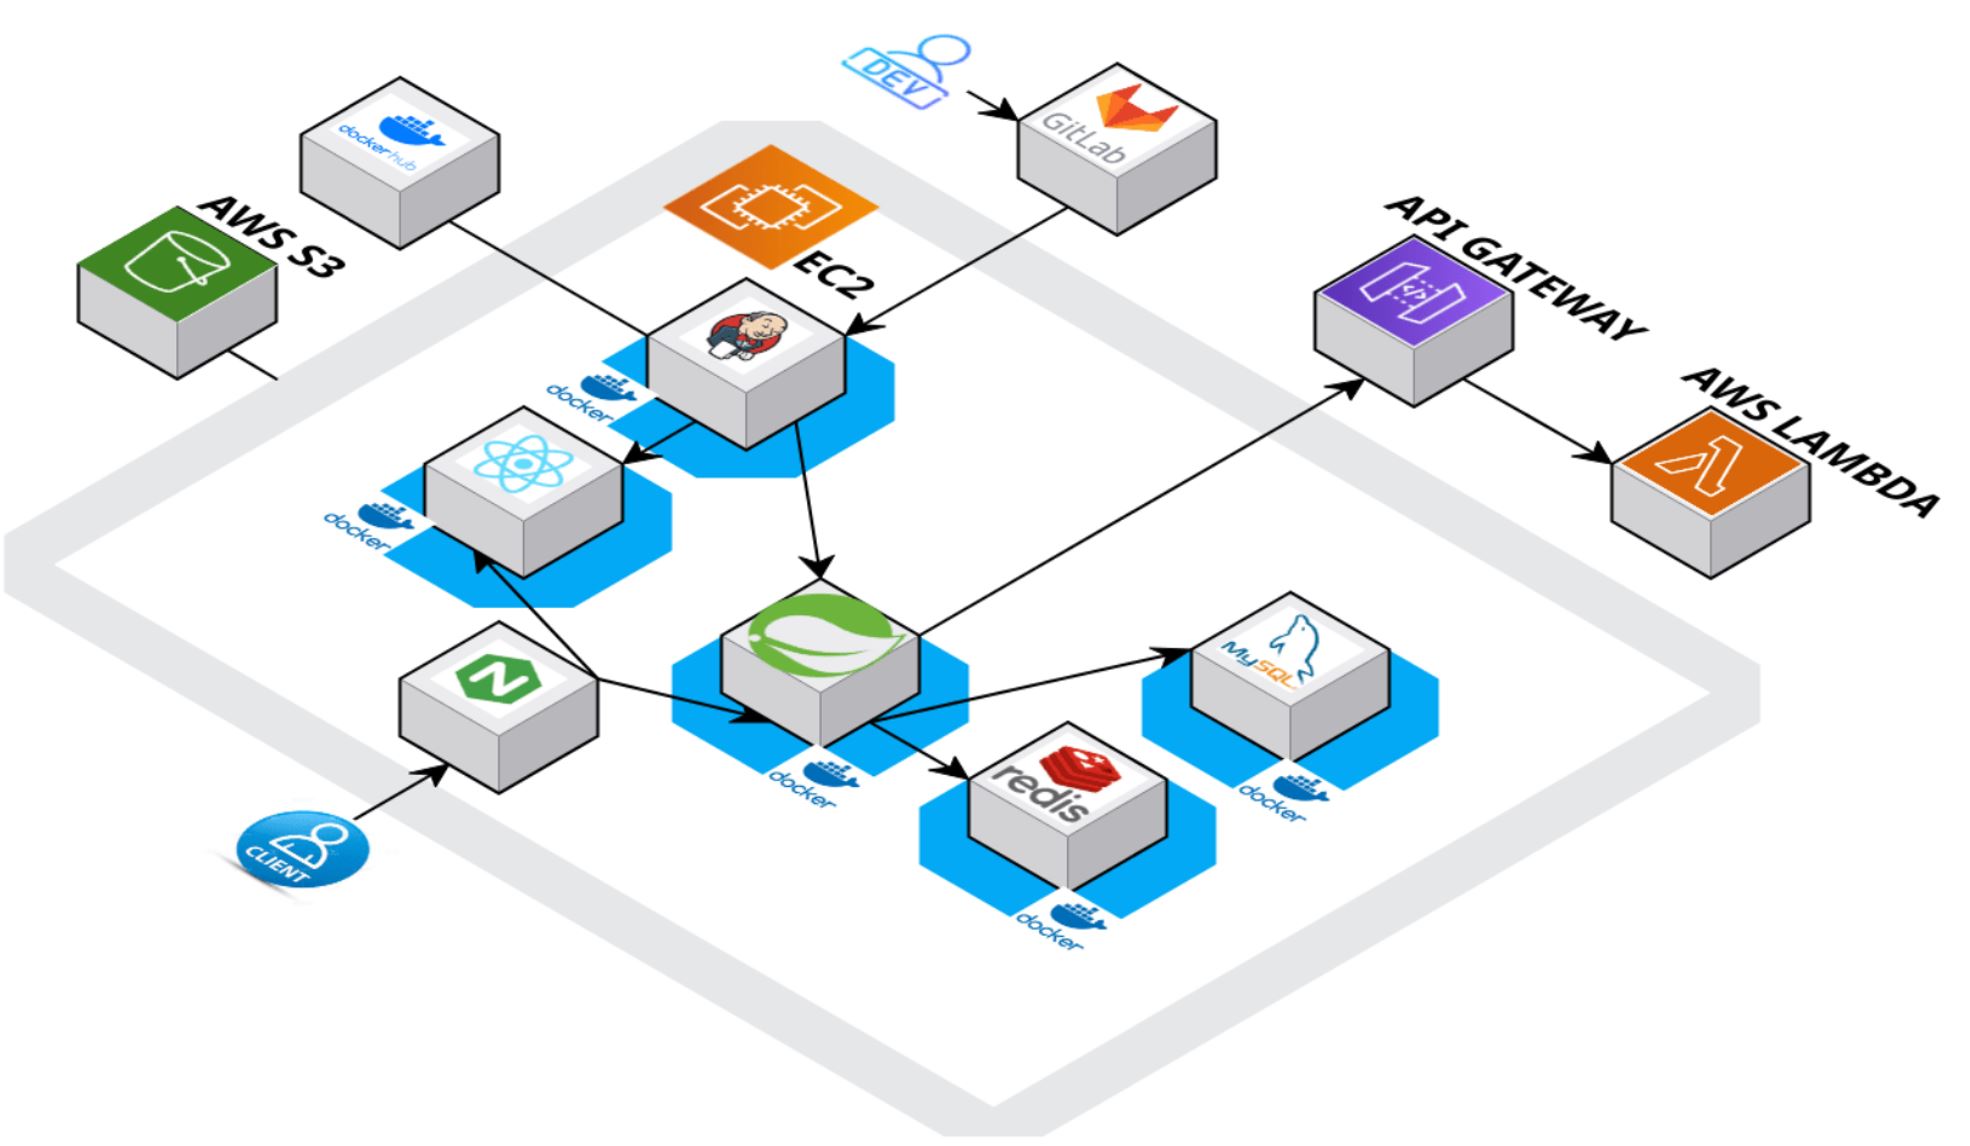 DEV
GitLab
dockerhub
AWS S3
EC2
API GATEWAY
AWS LAMBDA
docker
docker
MySQL
redis
docker
docker
docker
CLIENT